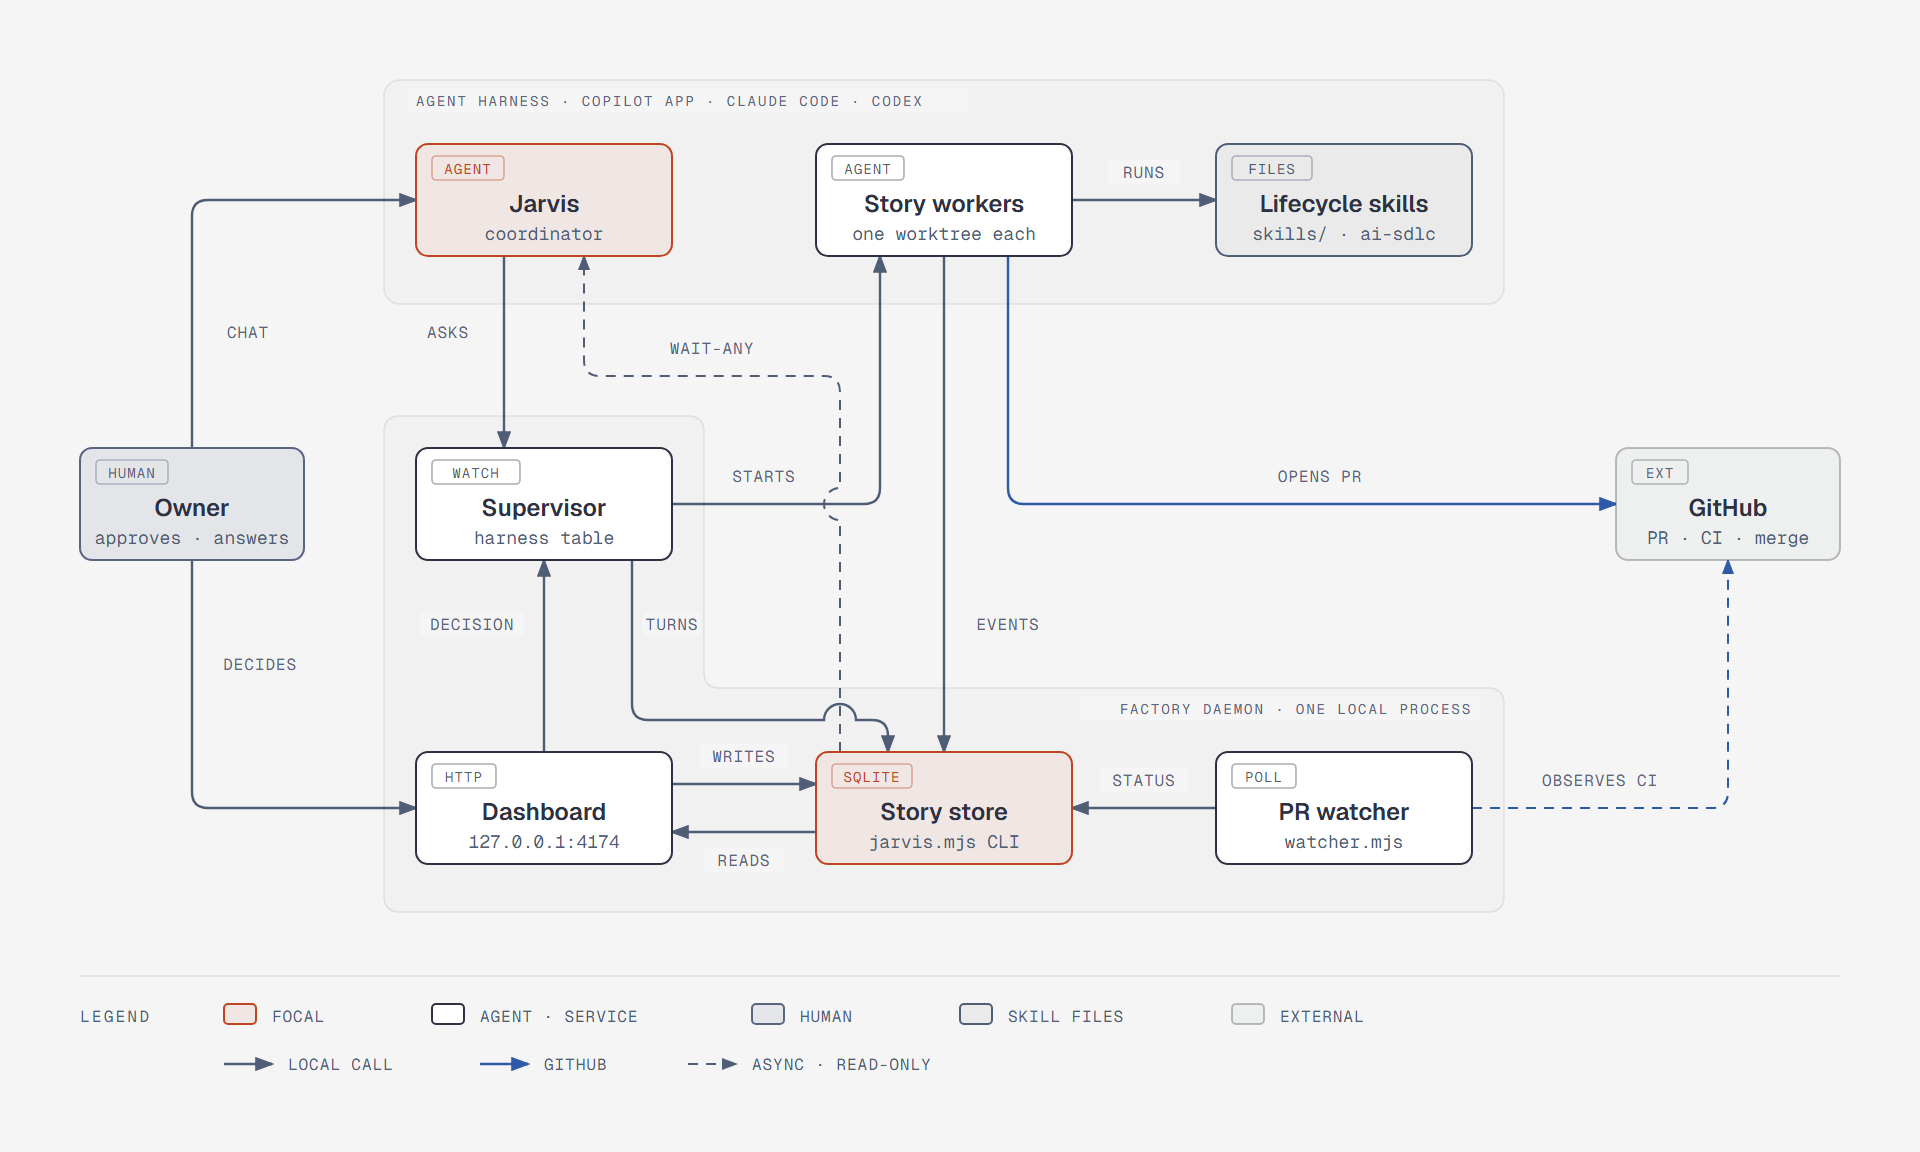 AGENT HARNESS · COPILOT APP · CLAUDE CODE · CODEX
AGENT
Jarvis
coordinator
AGENT
Story workers
one worktree each
RUNS
FILES
Lifecycle skills
skills/ · ai-sdlc
CHAT
ASKS
WAIT-ANY
HUMAN
Owner
approves · answers
WATCH
Supervisor
harness table
STARTS
OPENS PR
EXT
GitHub
PR · CI · merge
DECISION
TURNS
EVENTS
DECIDES
FACTORY DAEMON · ONE LOCAL PROCESS
HTTP
Dashboard
127.0.0.1:4174
WRITES
READS
SQLITE
Story store
jarvis.mjs CLI
STATUS
POLL
PR watcher
watcher.mjs
OBSERVES CI
LEGEND
FOCAL
AGENT · SERVICE
HUMAN
SKILL FILES
EXTERNAL
LOCAL CALL
GITHUB
ASYNC · READ-ONLY